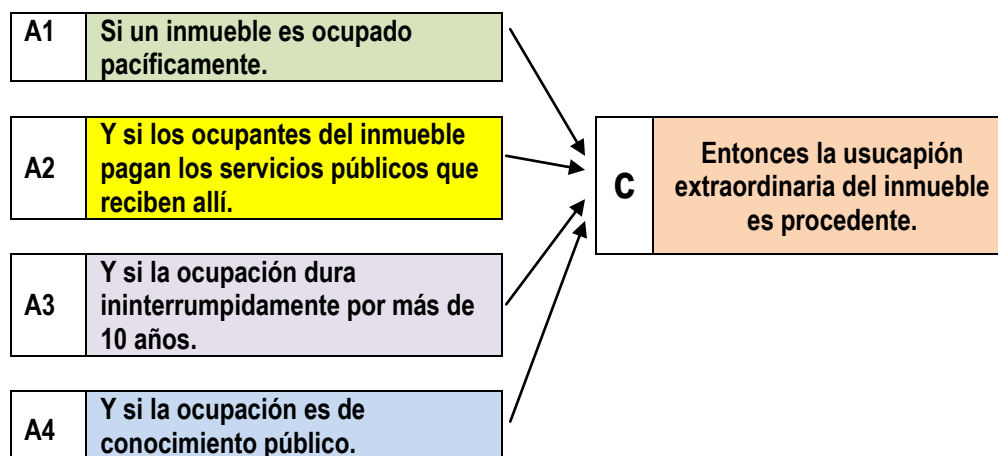 A1
Si un inmueble es ocupado
pacíficamente.
A2
Y si los ocupantes del inmueble
pagan los servicios públicos que
reciben allí.
A3
Y si la ocupación dura
ininterrumpidamente por más de
10 años.
A4
Y si la ocupación es de
conocimiento público.
C
Entonces la usucapión
extraordinaria del inmueble
es procedente.